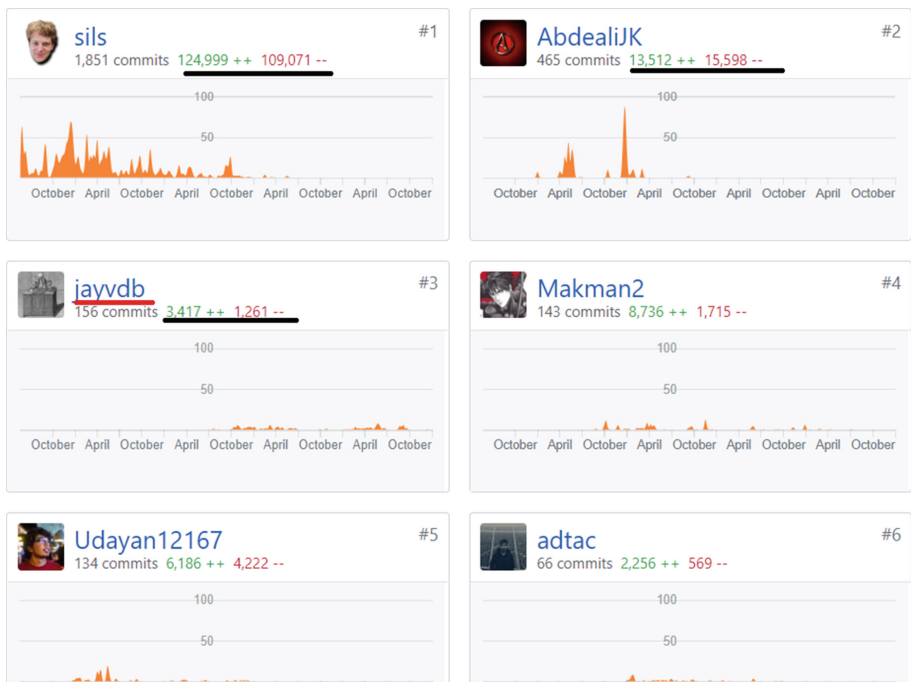 sils #1
1,851 commits 124,999 ++ 109,071 --
100
50
October April October April October April October April October
AbdealiJK #2
465 commits 13,512 ++ 15,598 --
100
50
October April October April October April October April October
jayvdb #3
156 commits 3,417 ++ 1,261 --
100
50
October April October April October April October April October
Makman2 #4
143 commits 8,736 ++ 1,715 --
100
50
October April October April October April October April October
Udayan12167 #5
134 commits 6,186 ++ 4,222 --
100
50
adtac #6
66 commits 2,256 ++ 569 --
100
50